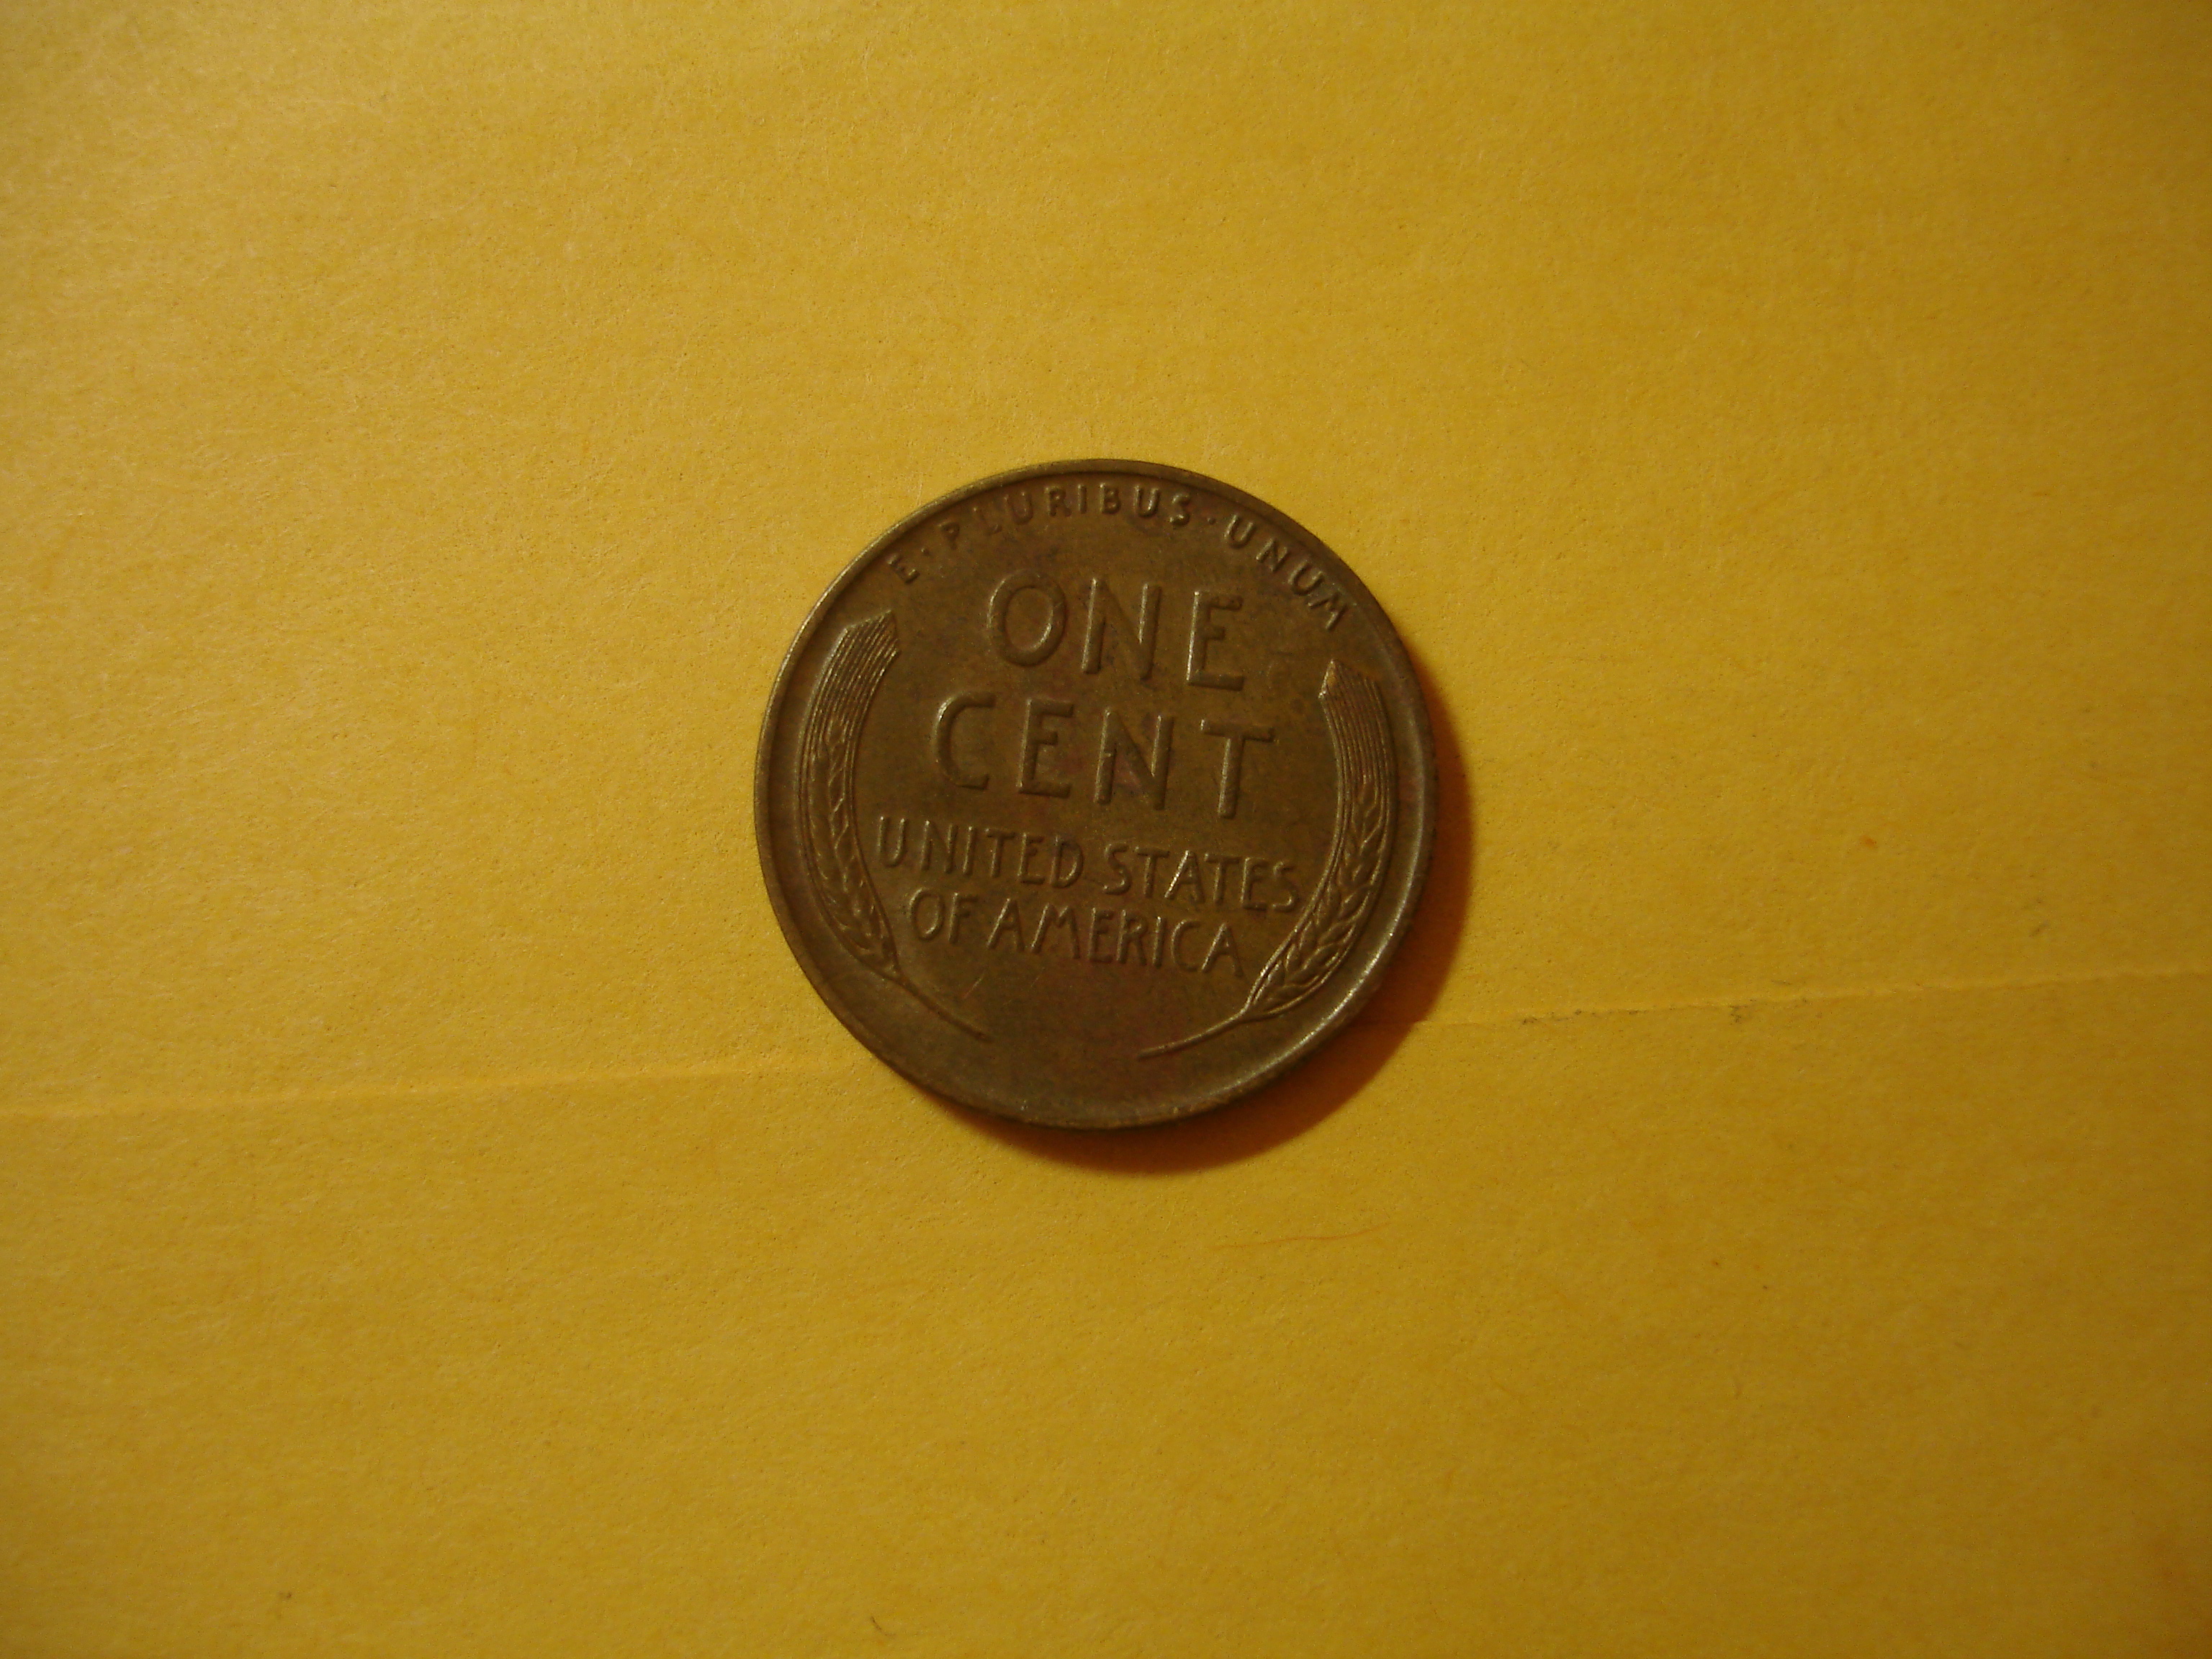 E·PLURIBUS·UNUM
ONE
CENT
UNITED STATES
OF AMERICA